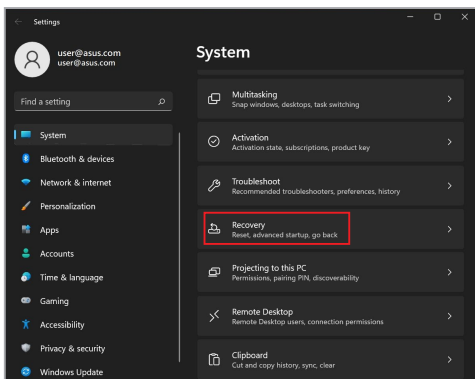 Settings
user@asus.com
user@asus.com
Find a setting
System
Bluetooth & devices
Network & internet
Personalization
Apps
Accounts
Time & language
Gaming
Accessibility
Privacy & security
Windows Update
System
Multitasking
Snap windows, desktops, task switching
Activation
Activation state, subscriptions, product key
Troubleshoot
Recommended troubleshooters, preferences, history
Recovery
Reset, advanced startup, go back
Projecting to this PC
Permissions, pairing PIN, discoverability
Remote Desktop
Remote Desktop users, connection permissions
Clipboard
Cut and copy history, sync, clear